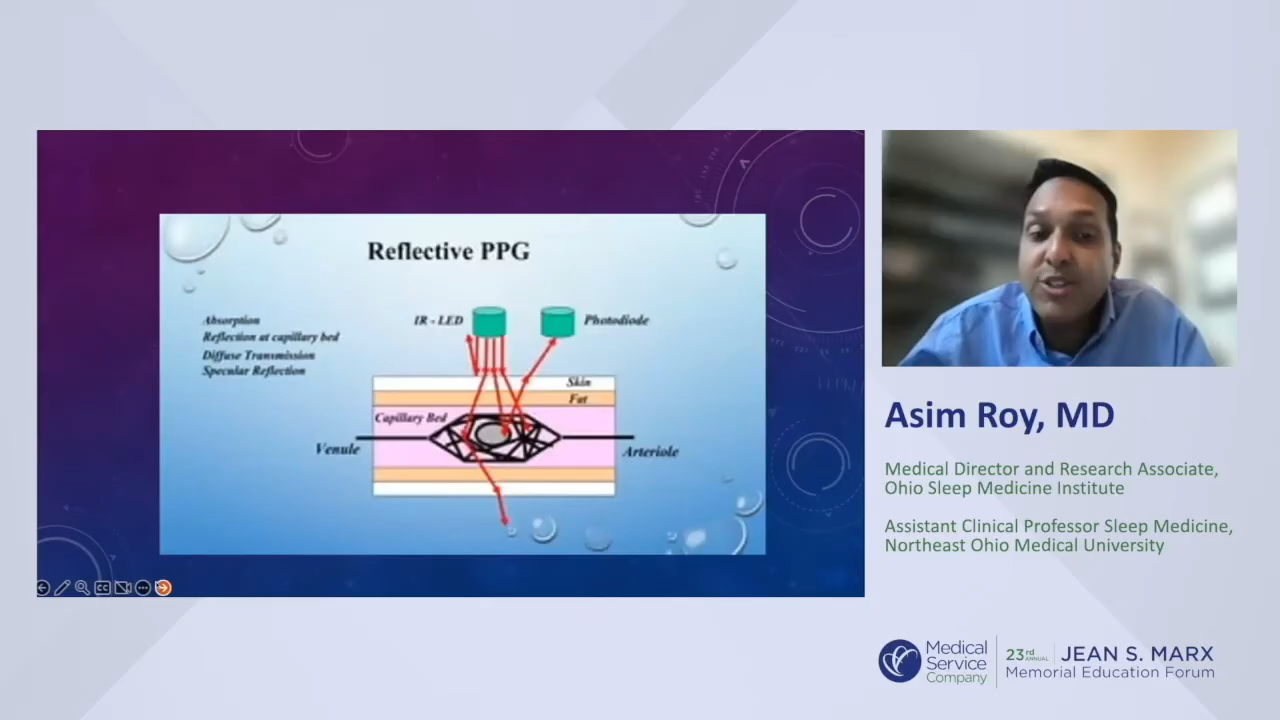 Reflective PPG
Absorption
Reflection at capillary bed
Diffuse Transmission
Specular Reflection
IR - LED
Photodiode
Skin
Fat
Capillary Bed
Venule
Arteriole
CC
Asim Roy, MD
Medical Director and Research Associate,
Ohio Sleep Medicine Institute
Assistant Clinical Professor Sleep Medicine,
Northeast Ohio Medical University
Medical
Service
Company
23rd
ANNUAL
JEAN S. MARX
Memorial Education Forum